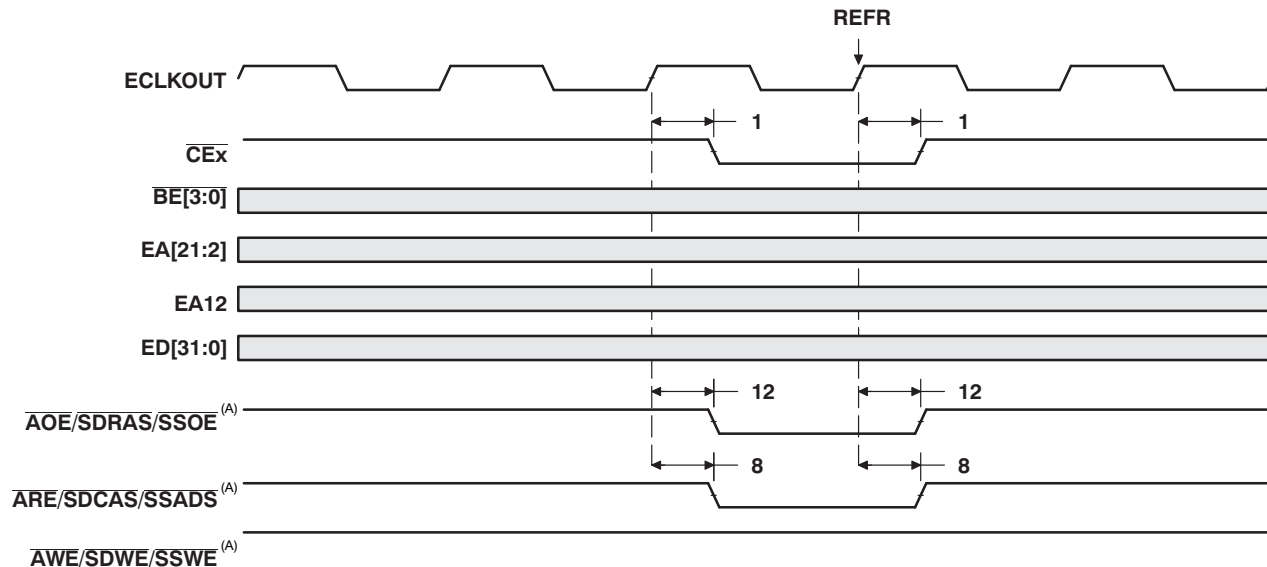 REFR
ECLKOUT
1 1
CEx
BE[3:0]
EA[21:2]
EA12
ED[31:0]
12 12
AOE/SDRAS/SSOE (A)
8 8
ARE/SDCAS/SSADS (A)
AWE/SDWE/SSWE (A)